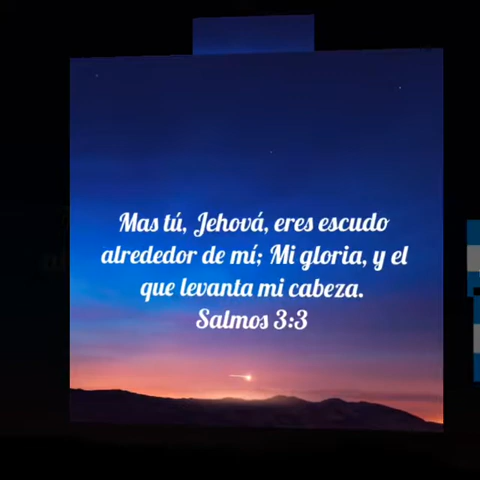 Mas tú, Jehová, eres escudo
alrededor de mí; Mi gloria, y el
que levanta mi cabeza.
Salmos 3:3